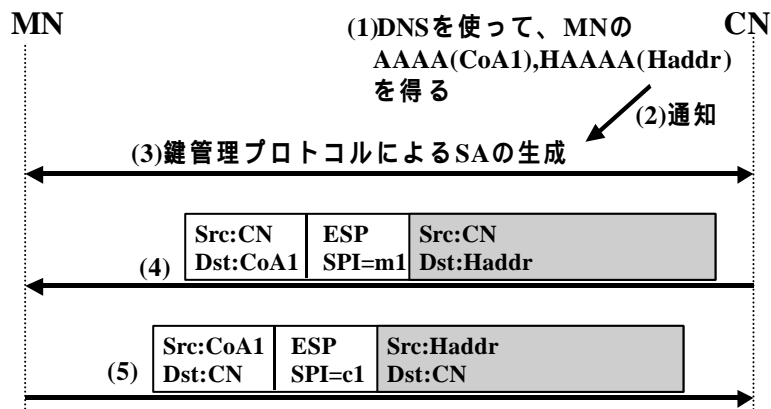 MN
CN
(1)DNSを使って、MNの
AAAA(CoA1),HAAAA(Haddr)
を得る
(2)通知
(3)鍵管理プロトコルによるSAの生成
(4)
Src:CN
Dst:CoA1
ESP
SPI=m1
Src:CN
Dst:Haddr
(5)
Src:CoA1
Dst:CN
ESP
SPI=c1
Src:Haddr
Dst:CN